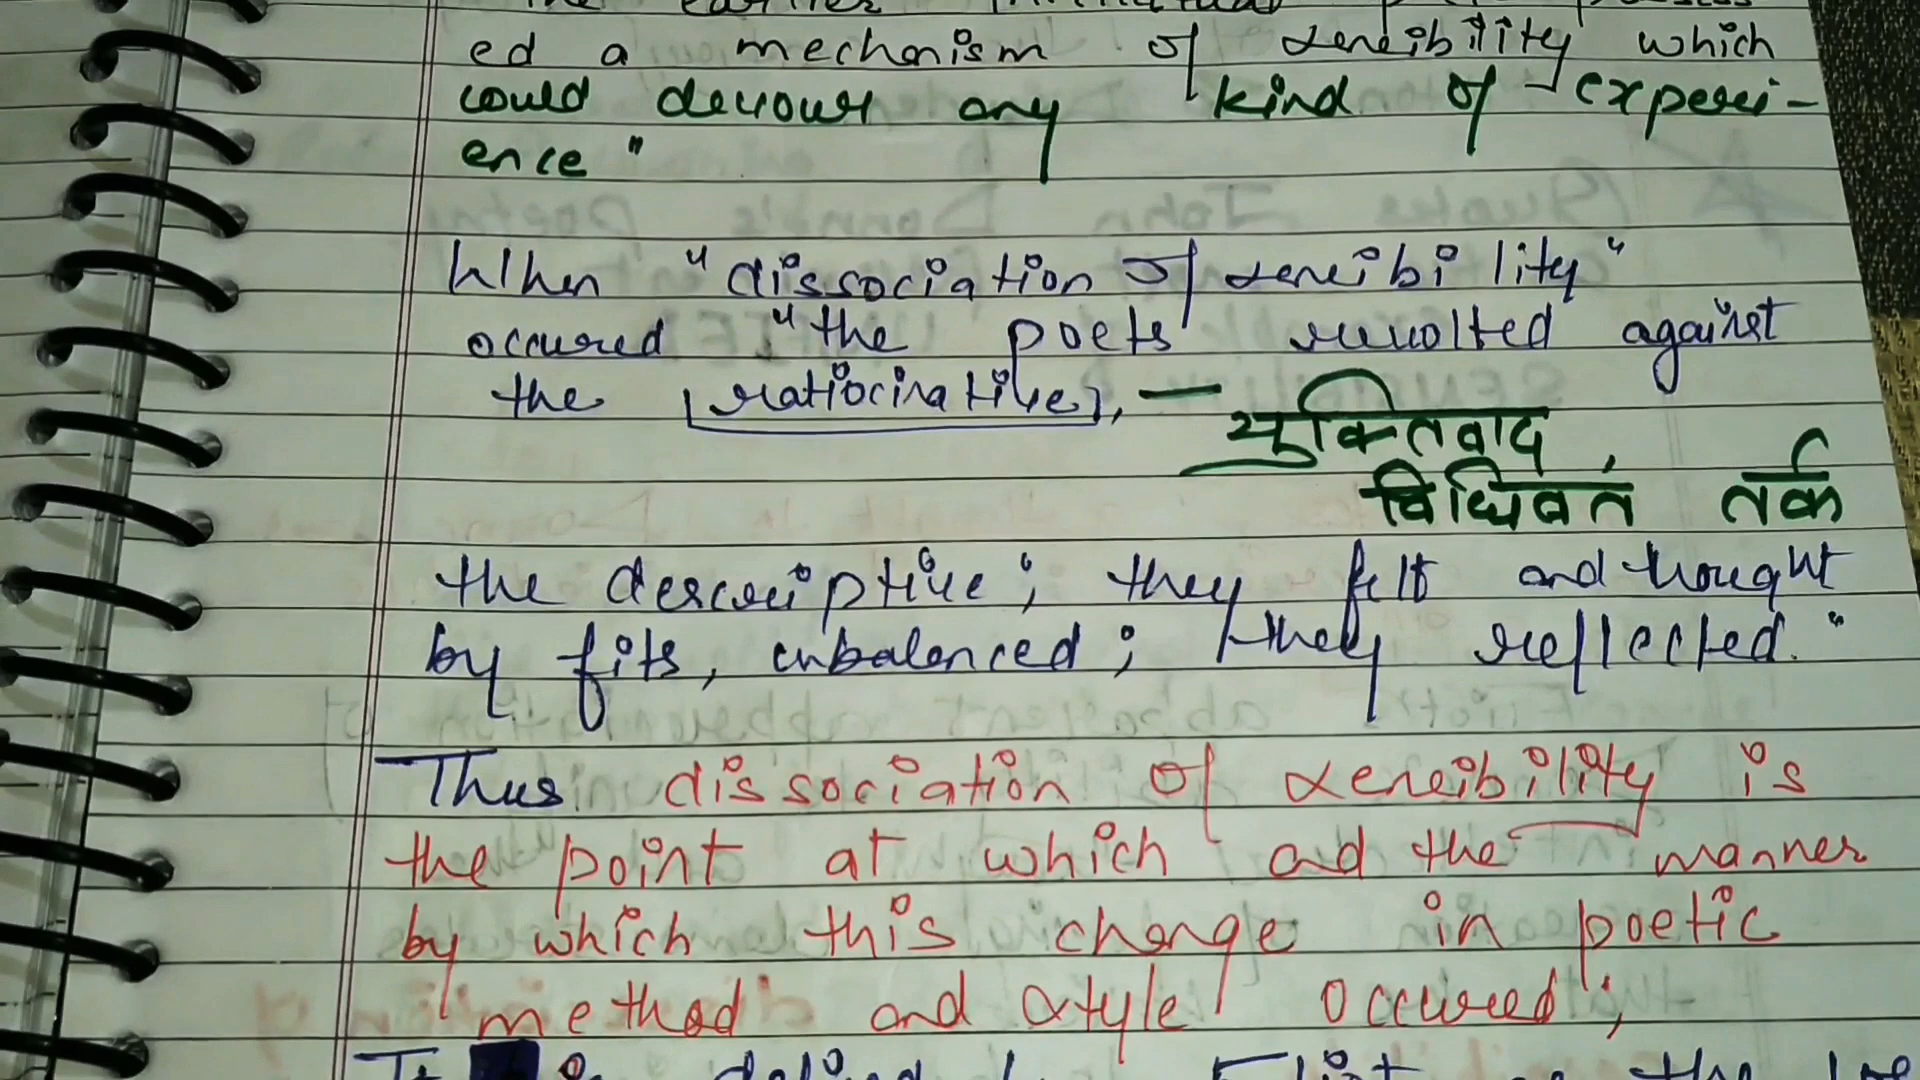 ed a mechanism of sensibility which
could devour any kind of experi-
ence"
When "dissociation of sensibility"
occured "the poets revolted against
the [ratiocinative], —
युक्तिवाद,
विधिवत तर्क
the descriptive; they felt and thought
by fits, unbalanced; they reflected."
Thus dissociation of sensibility is
the point at which and the manner
by which this change in poetic
method and style occured;